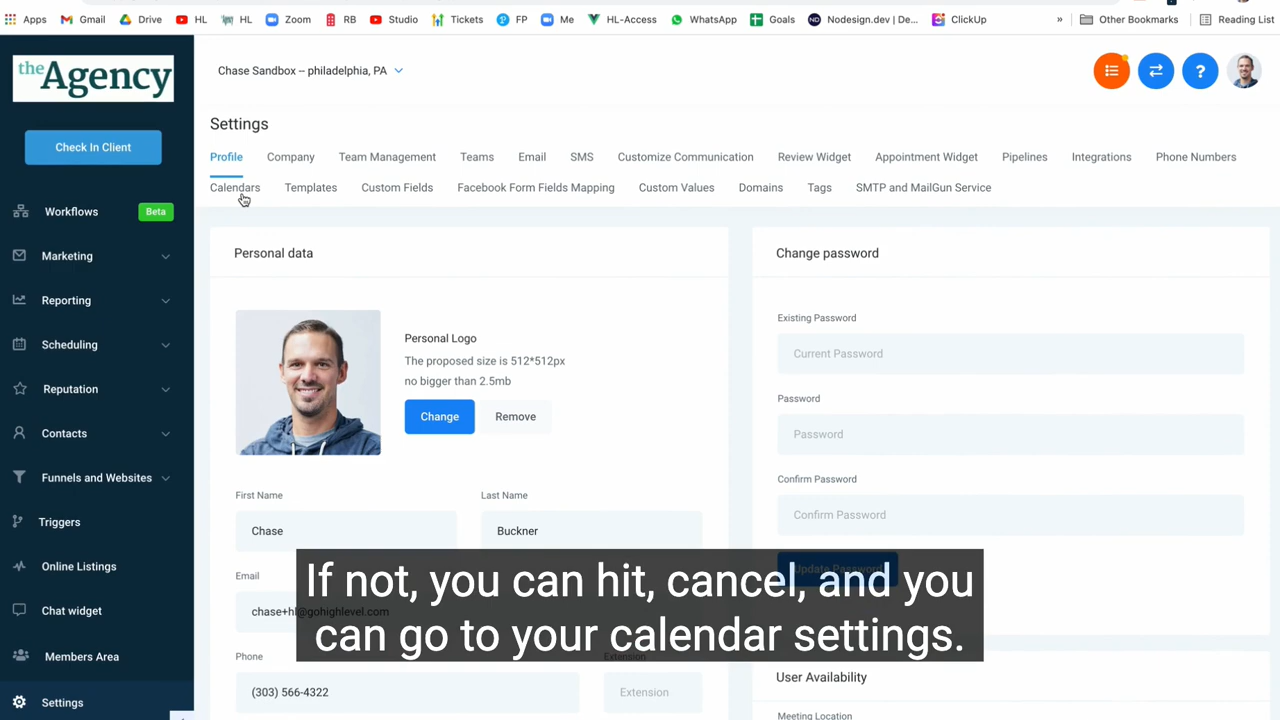 Apps Gmail Drive HL HL Zoom RB Studio Tickets FP Me HL-Access WhatsApp Goals Nodesign.dev | De... ClickUp » Other Bookmarks Reading List
the Agency
Chase Sandbox -- philadelphia, PA
?
Check In Client
Settings
Profile Company Team Management Teams Email SMS Customize Communication Review Widget Appointment Widget Pipelines Integrations Phone Numbers
Calendars Templates Custom Fields Facebook Form Fields Mapping Custom Values Domains Tags SMTP and MailGun Service
Workflows Beta
Marketing
Reporting
Scheduling
Reputation
Contacts
Funnels and Websites
Triggers
Online Listings
Chat widget
Members Area
Settings
Personal data
Personal Logo
The proposed size is 512*512px
no bigger than 2.5mb
Change Remove
First Name Last Name
Chase Buckner
Email
chase+hl@gohighlevel.com
Phone Extension
(303) 566-4322 Extension
Change password
Existing Password
Current Password
Password
Password
Confirm Password
Confirm Password
Update Password
User Availability
Meeting Location
If not, you can hit, cancel, and you
can go to your calendar settings.